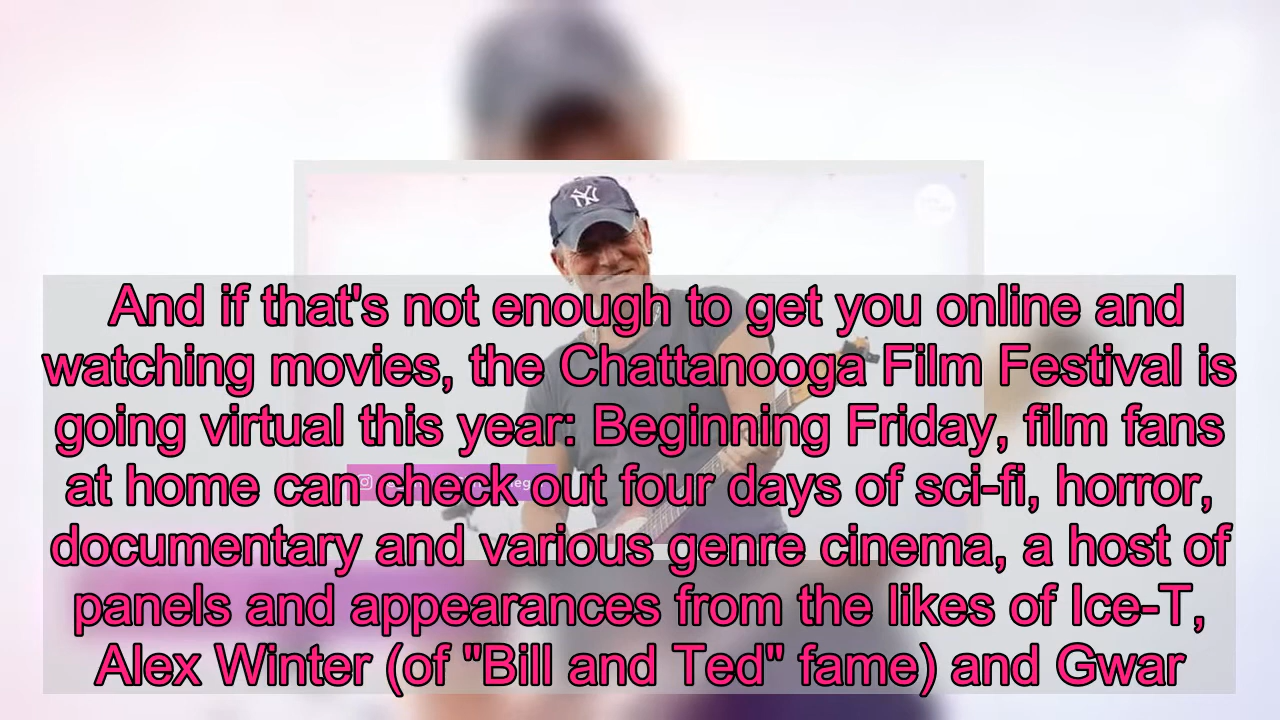 NY
And if that's not enough to get you online and
watching movies, the Chattanooga Film Festival is
going virtual this year: Beginning Friday, film fans
at home can check out four days of sci-fi, horror,
documentary and various genre cinema, a host of
panels and appearances from the likes of Ice-T,
Alex Winter (of "Bill and Ted" fame) and Gwar